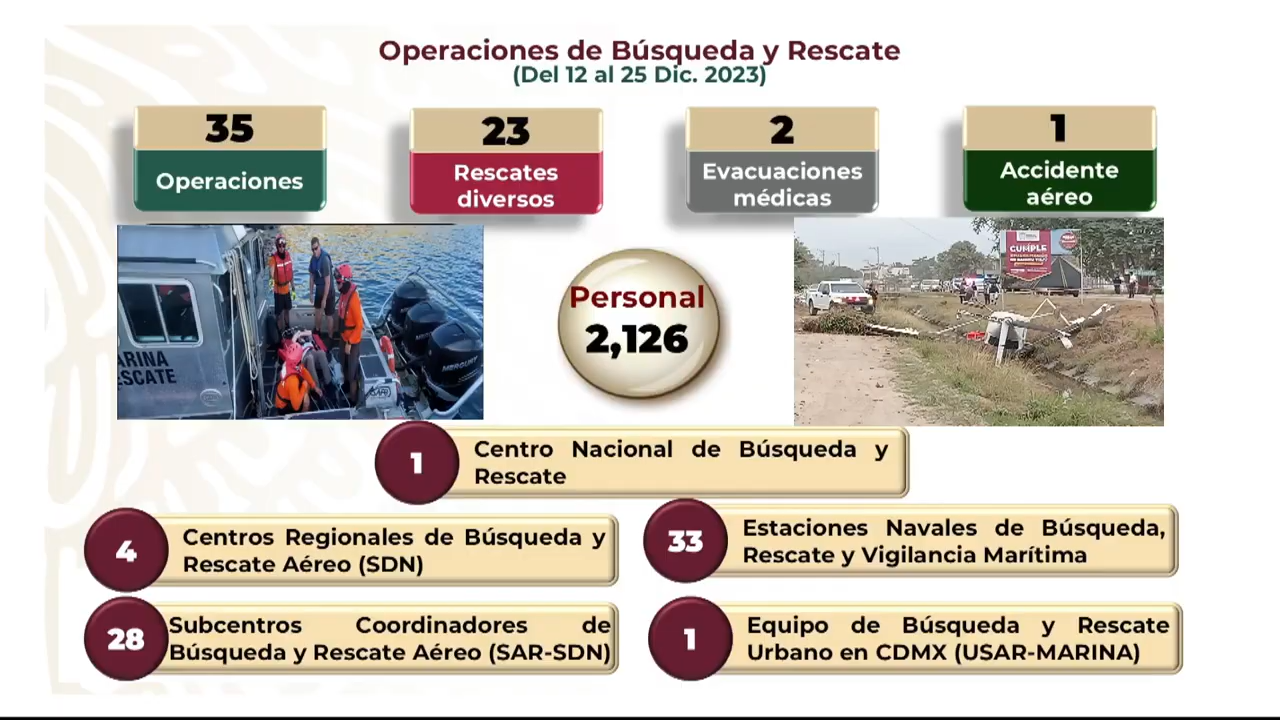 Operaciones de Búsqueda y Rescate
(Del 12 al 25 Dic. 2023)
35
Operaciones
23
Rescates
diversos
2
Evacuaciones
médicas
1
Accidente
aéreo
ARINA
ESCATE
MERCURY
Personal
2,126
CUMPLE
1
Centro Nacional de Búsqueda y
Rescate
4
Centros Regionales de Búsqueda y
Rescate Aéreo (SDN)
33
Estaciones Navales de Búsqueda,
Rescate y Vigilancia Marítima
28
Subcentros Coordinadores de
Búsqueda y Rescate Aéreo (SAR-SDN)
1
Equipo de Búsqueda y Rescate
Urbano en CDMX (USAR-MARINA)